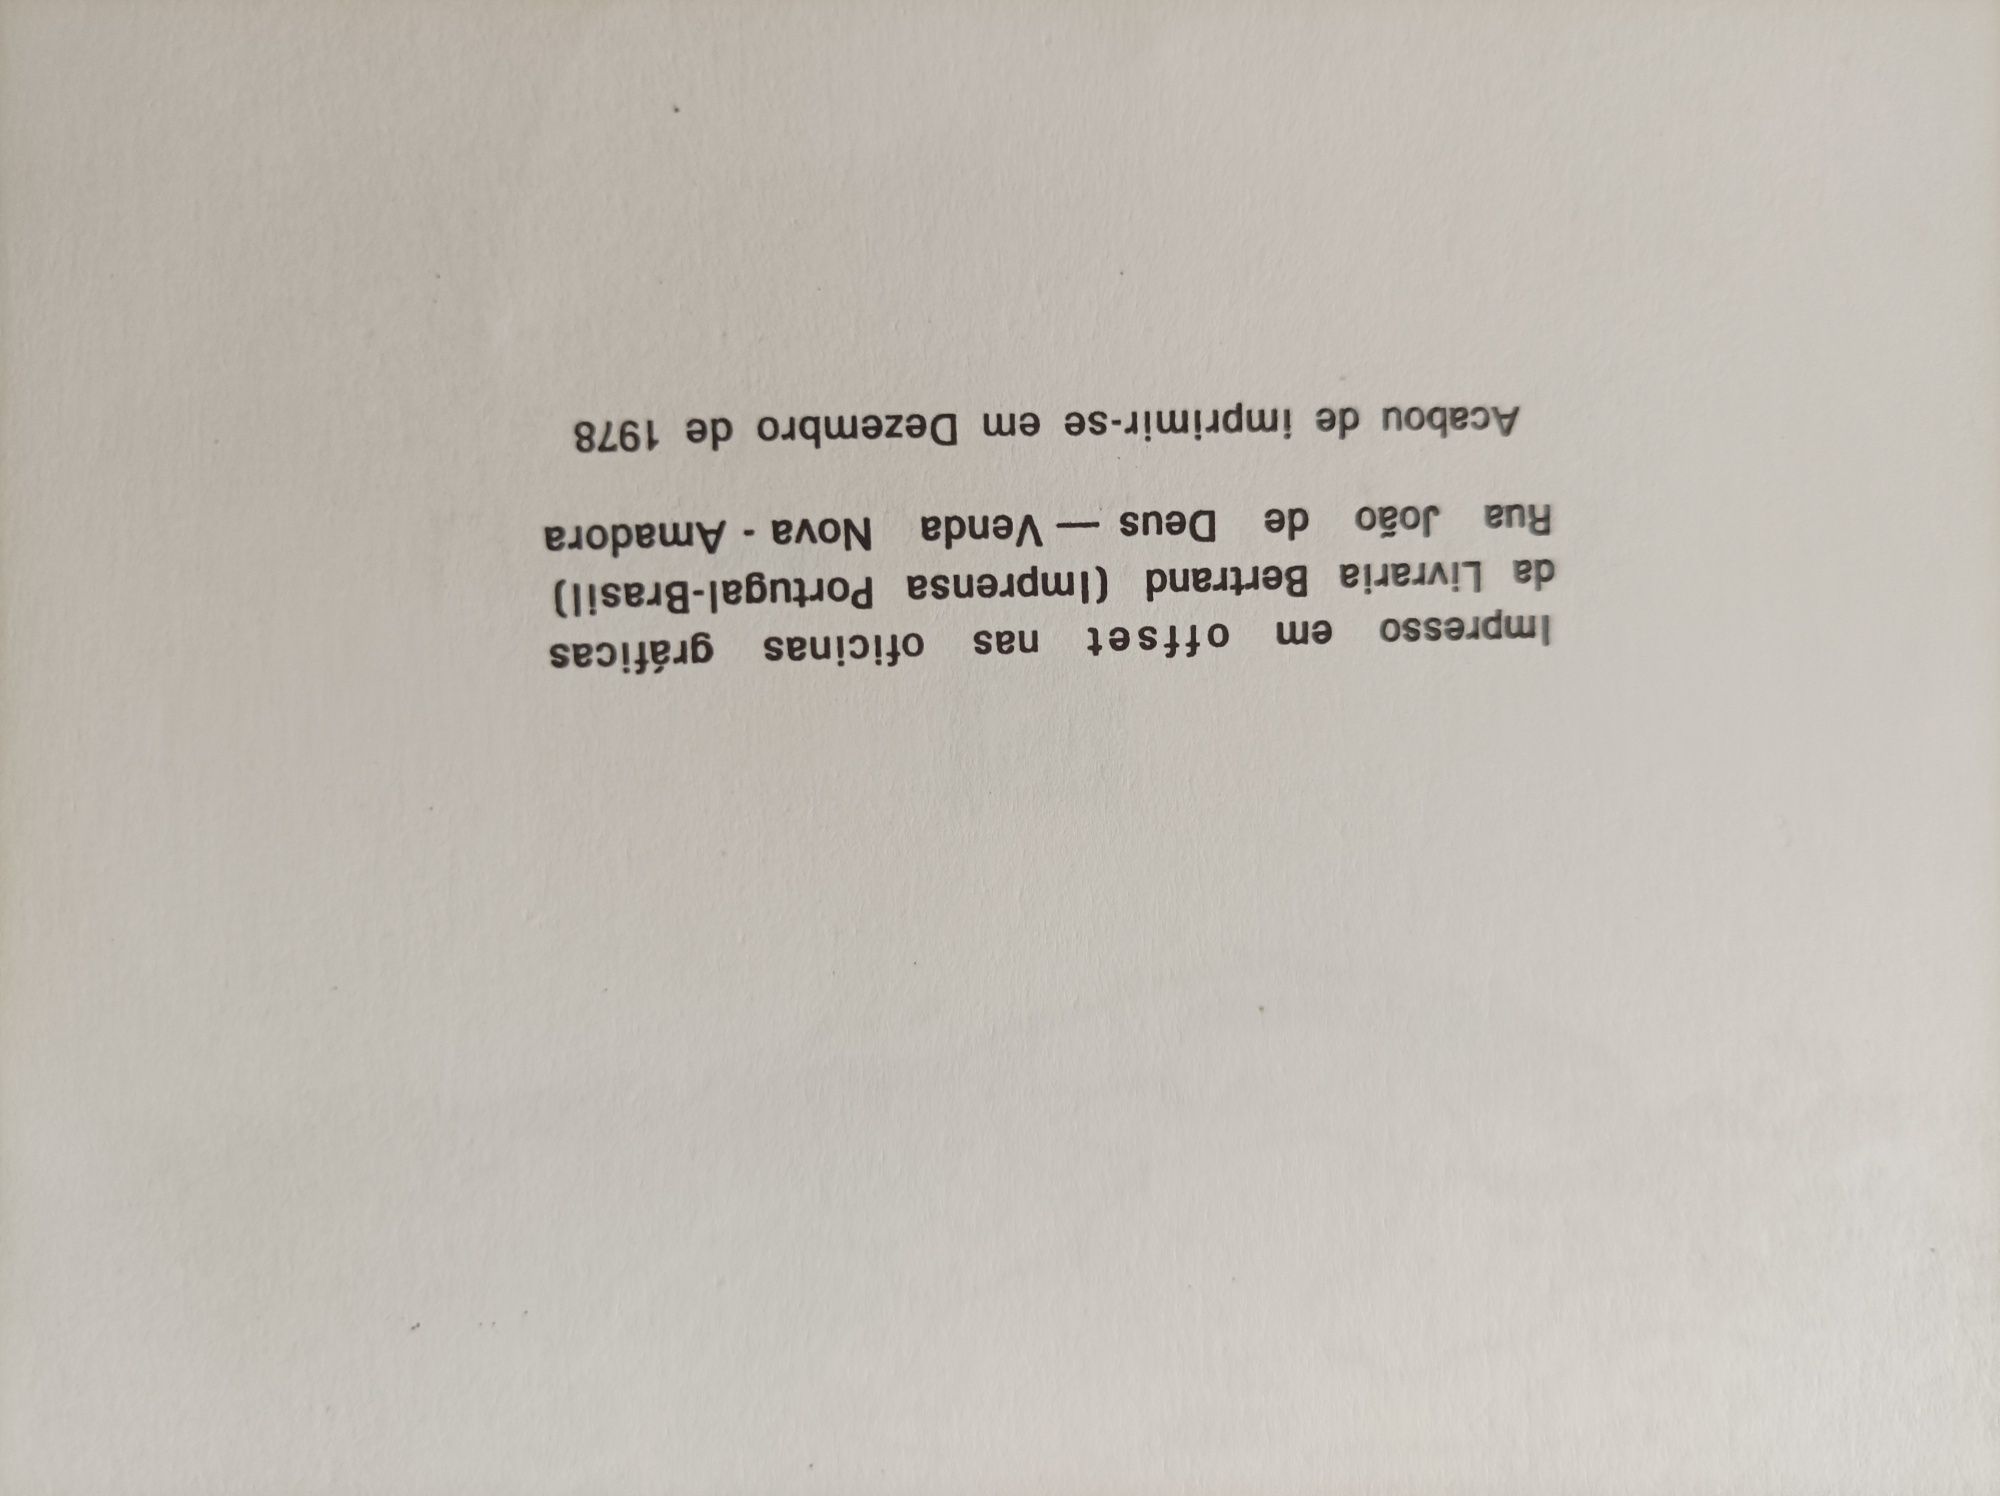 Impresso em offset nas oficinas gráficas
da Livraria Bertrand (Imprensa Portugal-Brasil)
Rua João de Deus — Venda Nova - Amadora
Acabou de imprimir-se em Dezembro de 1978